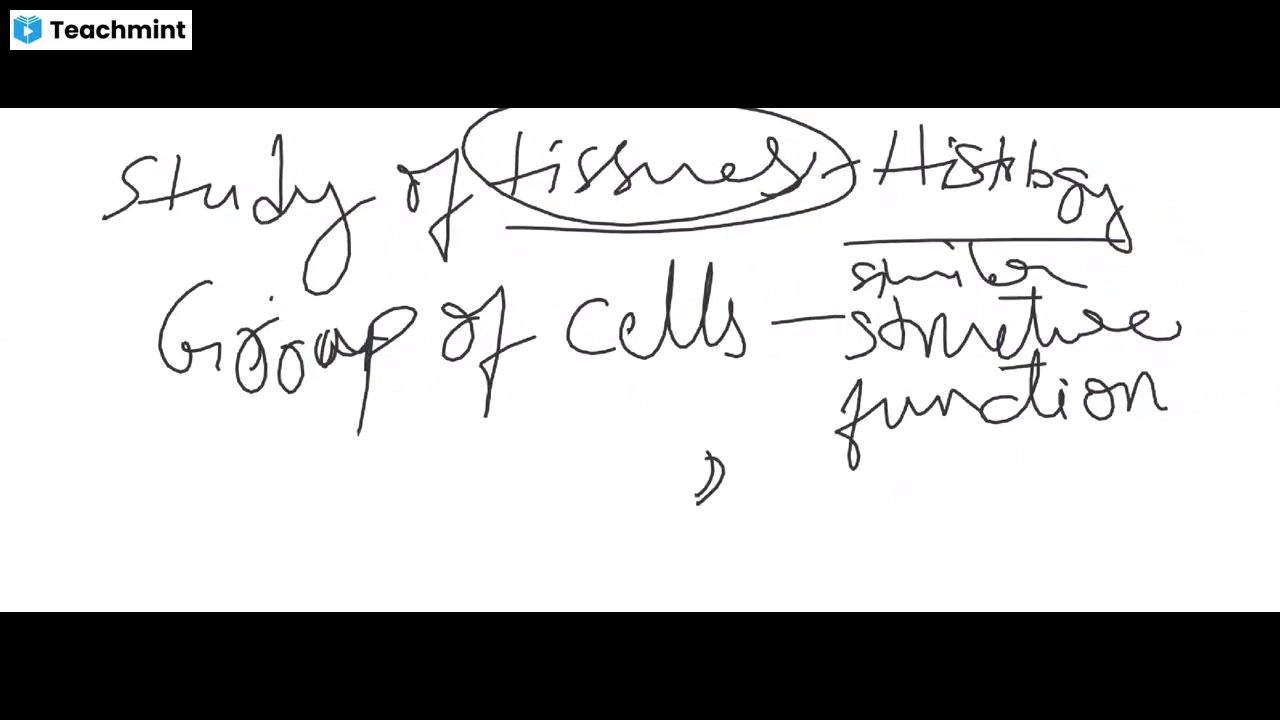 Teachmint
Study of tissues - Histology
similar
Group of cells — structure
function